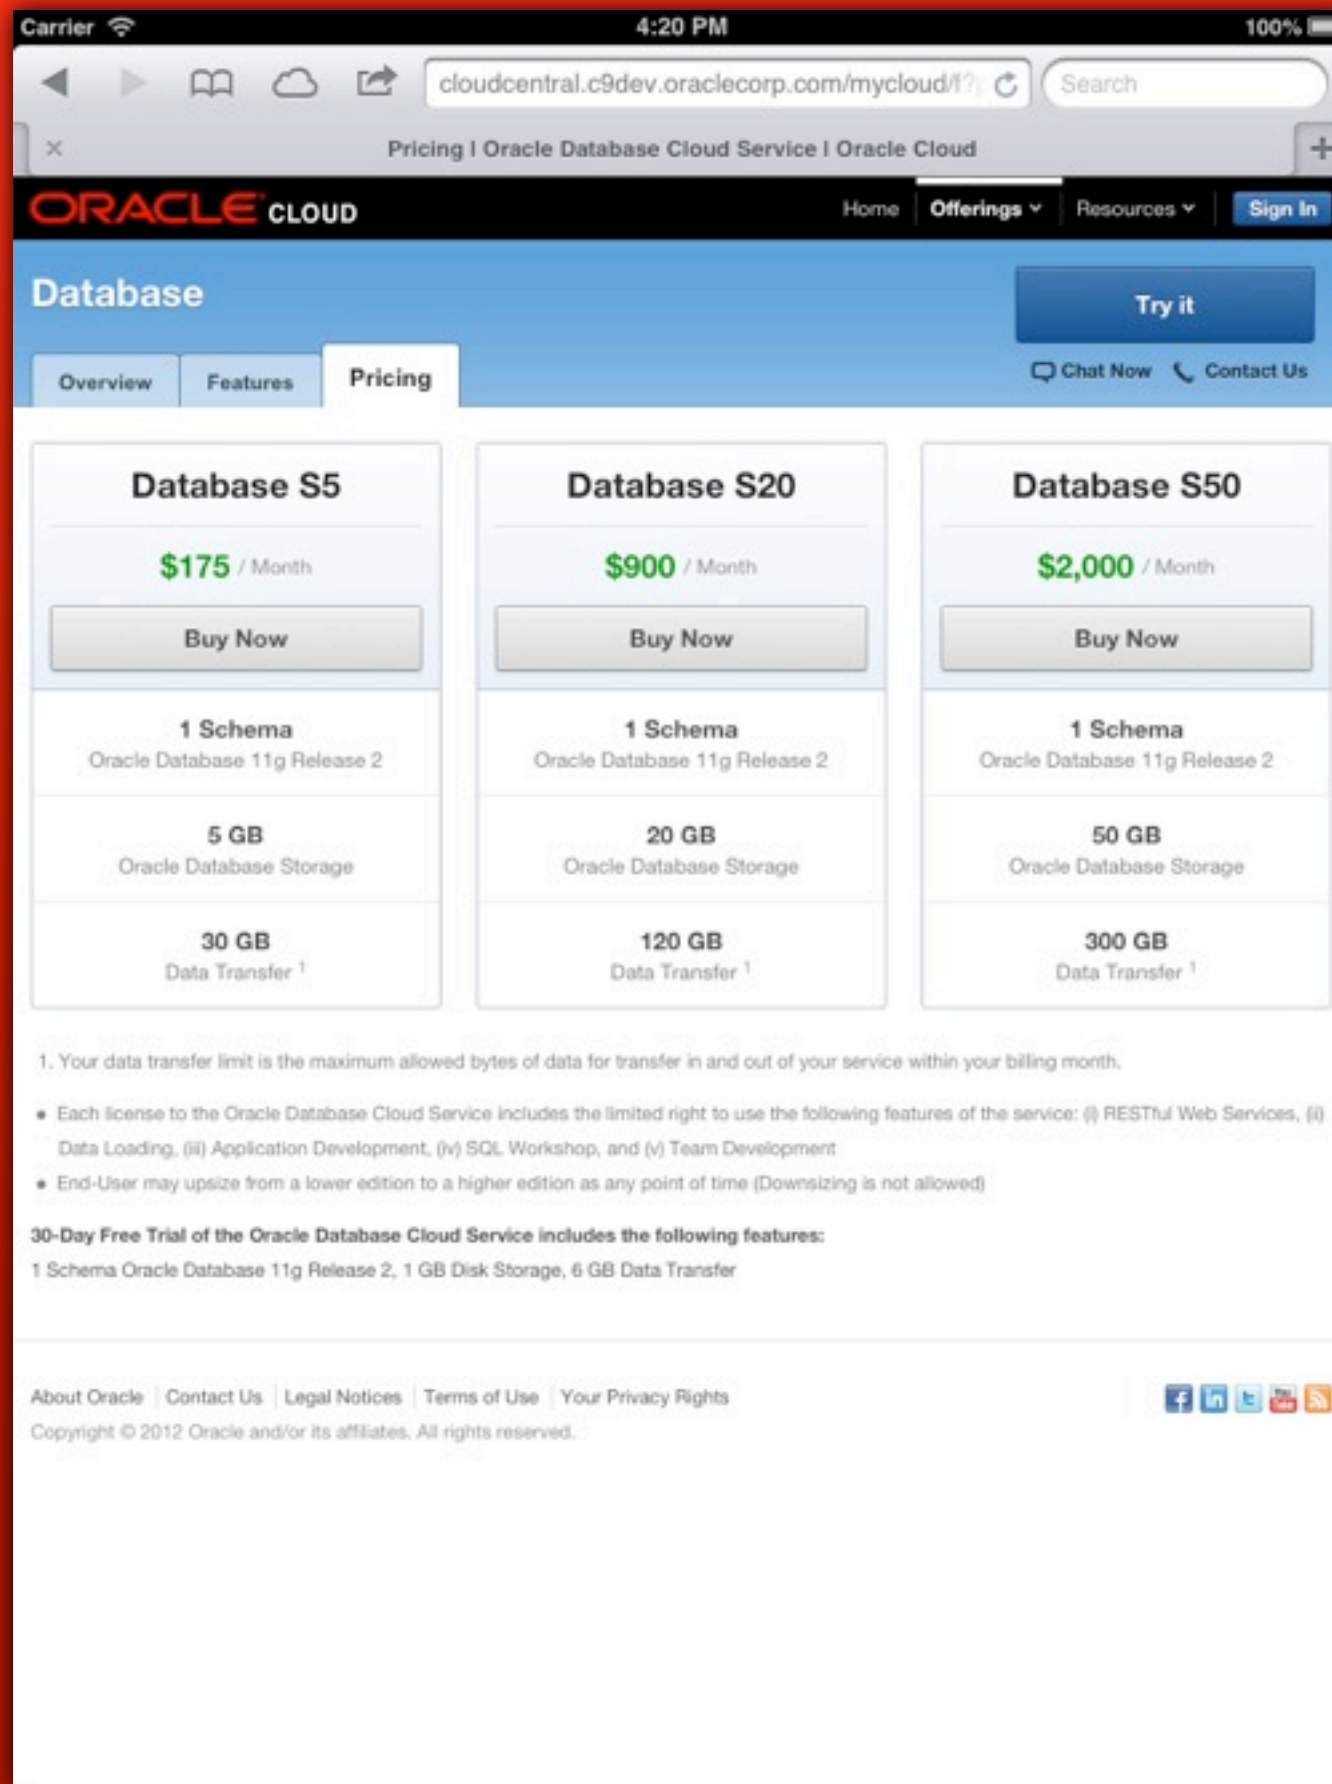 Carrier 4:20 PM 100%
cloudcentral.c9dev.oraclecorp.com/mycloud/f? Search
Pricing | Oracle Database Cloud Service | Oracle Cloud
ORACLE CLOUD Home Offerings Resources Sign In
Database
Try it
Overview Features Pricing
Chat Now Contact Us
Database S5 Database S20 Database S50
$175 / Month $900 / Month $2,000 / Month
Buy Now Buy Now Buy Now
1 Schema 1 Schema 1 Schema
Oracle Database 11g Release 2 Oracle Database 11g Release 2 Oracle Database 11g Release 2
5 GB 20 GB 50 GB
Oracle Database Storage Oracle Database Storage Oracle Database Storage
30 GB 120 GB 300 GB
Data Transfer 1 Data Transfer 1 Data Transfer 1
1. Your data transfer limit is the maximum allowed bytes of data for transfer in and out of your service within your billing month.
• Each license to the Oracle Database Cloud Service includes the limited right to use the following features of the service: (i) RESTful Web Services, (ii)
Data Loading, (iii) Application Development, (iv) SQL Workshop, and (v) Team Development
• End-User may upsize from a lower edition to a higher edition as any point of time (Downsizing is not allowed)
30-Day Free Trial of the Oracle Database Cloud Service includes the following features:
1 Schema Oracle Database 11g Release 2, 1 GB Disk Storage, 6 GB Data Transfer
About Oracle | Contact Us | Legal Notices | Terms of Use | Your Privacy Rights
Copyright © 2012 Oracle and/or its affiliates. All rights reserved.